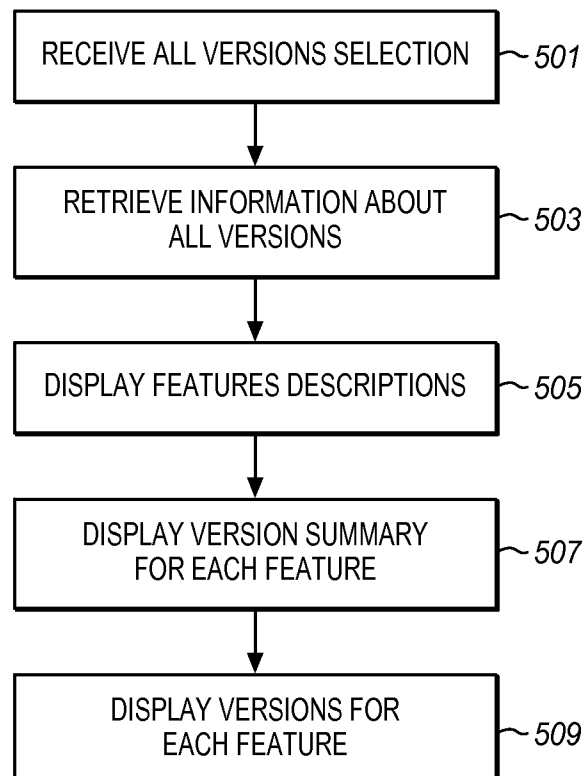 RECEIVE ALL VERSIONS SELECTION
501
RETRIEVE INFORMATION ABOUT
ALL VERSIONS
503
DISPLAY FEATURES DESCRIPTIONS
505
DISPLAY VERSION SUMMARY
FOR EACH FEATURE
507
DISPLAY VERSIONS FOR
EACH FEATURE
509